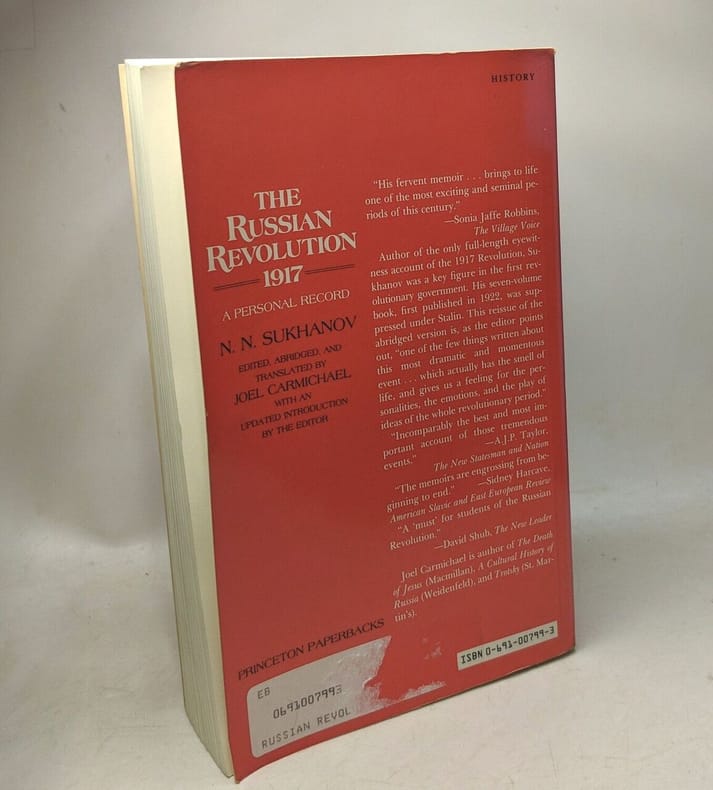 HISTORY
THE
RUSSIAN
REVOLUTION
1917
A PERSONAL RECORD
N. N. SUKHANOV
EDITED, ABRIDGED, AND
TRANSLATED BY
JOEL CARMICHAEL
WITH AN
UPDATED INTRODUCTION
BY THE EDITOR
"His fervent memoir . . . brings to life
one of the most exciting and seminal pe-
riods of this century."
—Sonia Jaffe Robbins,
The Village Voice
Author of the only full-length eyewit-
ness account of the 1917 Revolution, Su-
khanov was a key figure in the first rev-
olutionary government. His seven-volume
book, first published in 1922, was sup-
pressed under Stalin. This reissue of the
abridged version is, as the editor points
out, "one of the few things written about
this most dramatic and momentous
event . . . which actually has the smell of
life, and gives us a feeling for the per-
sonalities, the emotions, and the play of
ideas of the whole revolutionary period."
"Incomparably the best and most im-
portant account of those tremendous
events."
—A.J.P. Taylor,
The New Statesman and Nation
"The memoirs are engrossing from be-
ginning to end."
—Sidney Harcave,
American Slavic and East European Review
"A 'must' for students of the Russian
Revolution."
—David Shub, The New Leader
Joel Carmichael is author of The Death
of Jesus (Macmillan), A Cultural History of
Russia (Weidenfeld), and Trotsky (St. Mar-
tin's).
PRINCETON PAPERBACKS
ISBN 0-691-00799-3
EB
0691007993
RUSSIAN REVOL